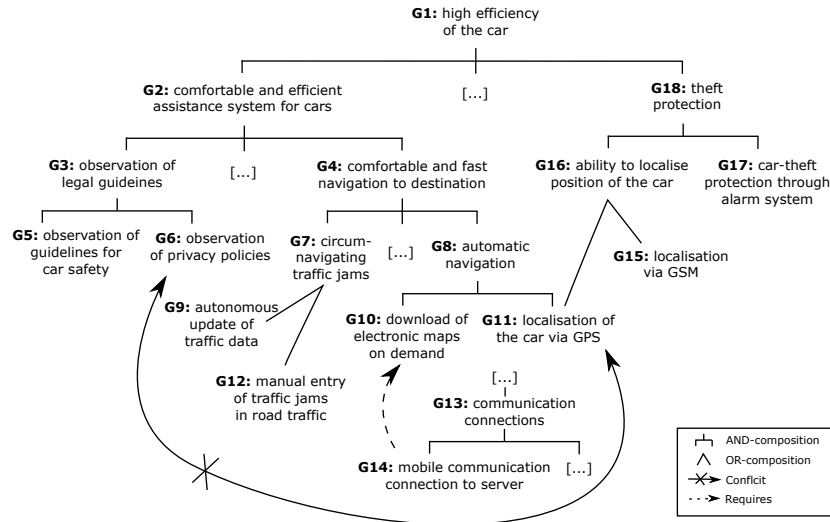 G1: high efficiency
of the car
G2: comfortable and efficient
assistance system for cars
[...]
G18: theft
protection
G3: observation of
legal guideines
[...]
G4: comfortable and fast
navigation to destination
G16: ability to localise
position of the car
G17: car-theft
protection through
alarm system
G5: observation of
guidelines for
car safety
G6: observation
of privacy policies
G7: circum-
navigating
traffic jams
[...]
G8: automatic
navigation
G15: localisation
via GSM
G9: autonomous
update of
traffic data
G10: download of
electronic maps
on demand
G11: localisation of
the car via GPS
G12: manual entry
of traffic jams
in road traffic
[...]
G13: communication
connections
G14: mobile communication
connection to server
[...]
AND-composition
OR-composition
Conflcit
Requires